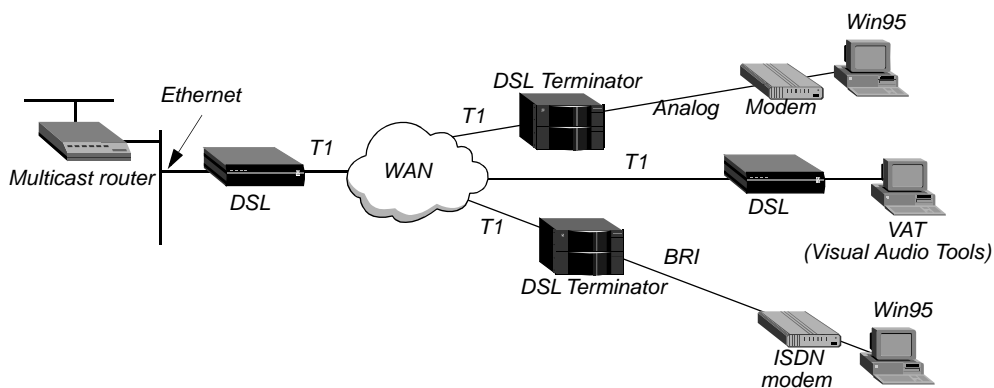 Win95
DSL Terminator
Ethernet
T1
Analog
Modem
Multicast router
T1
DSL
WAN
T1
DSL
VAT
(Visual Audio Tools)
T1
BRI
DSL Terminator
Win95
ISDN
modem